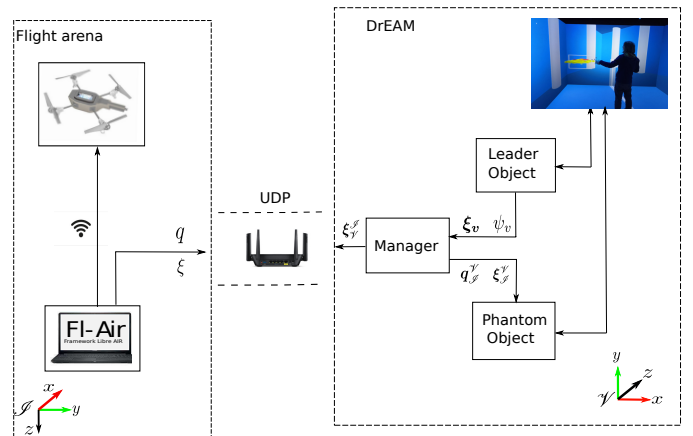 Flight arena
DrEAM
Leader
Object
UDP
q
ξ
ξ_𝒱^ℐ
Manager
ξ_v ψ_v
q_ℐ^𝒱 ξ_ℐ^𝒱
Phantom
Object
Fl-Air
Framework Libre AIR
x
ℐ
y
z
y
z
𝒱
x